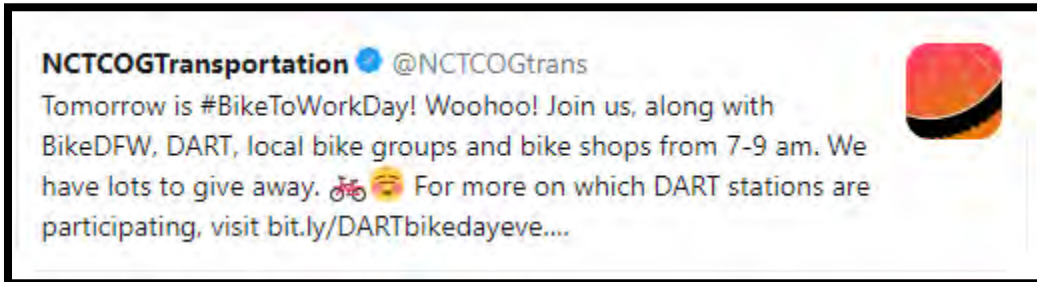 NCTCOGTransportation @NCTCOGtrans
Tomorrow is #BikeToWorkDay! Woohoo! Join us, along with
BikeDFW, DART, local bike groups and bike shops from 7-9 am. We
have lots to give away. 🚲😊 For more on which DART stations are
participating, visit bit.ly/DARTbikedayeve....